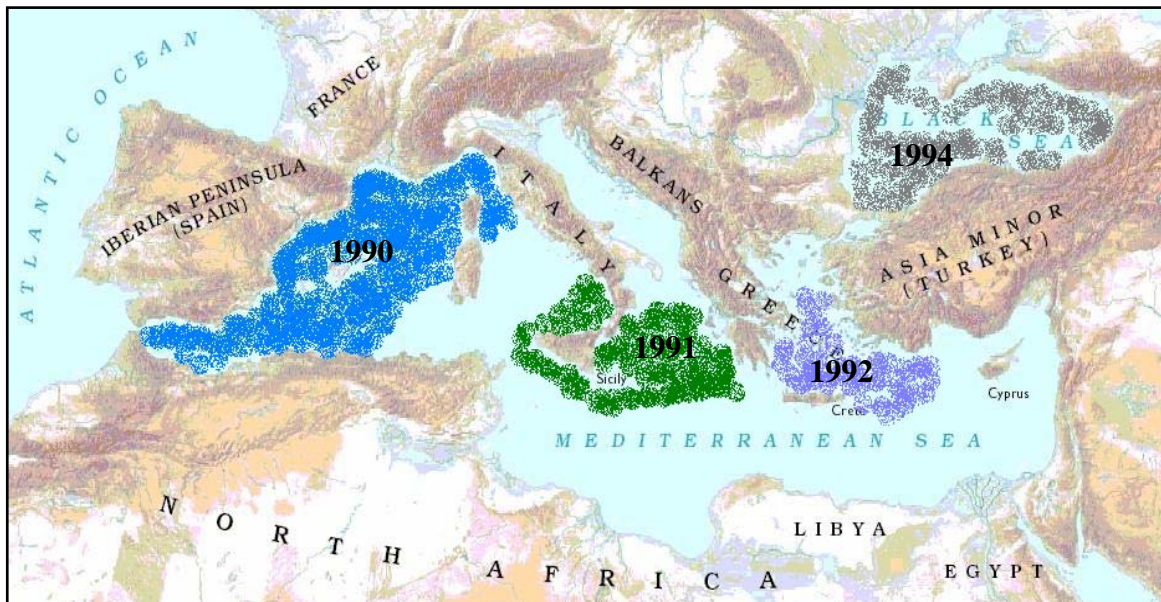 ATLANTIC OCEAN
FRANCE
IBERIAN PENINSULA
(SPAIN)
ITALY
BALKANS
GREECE
BLACK
SEA
1994
ASIA MINOR
(TURKEY)
1990
1991
Sicily
1992
Crete
Cyprus
MEDITERRANEAN SEA
NORTH AFRICA
LIBYA
EGYPT